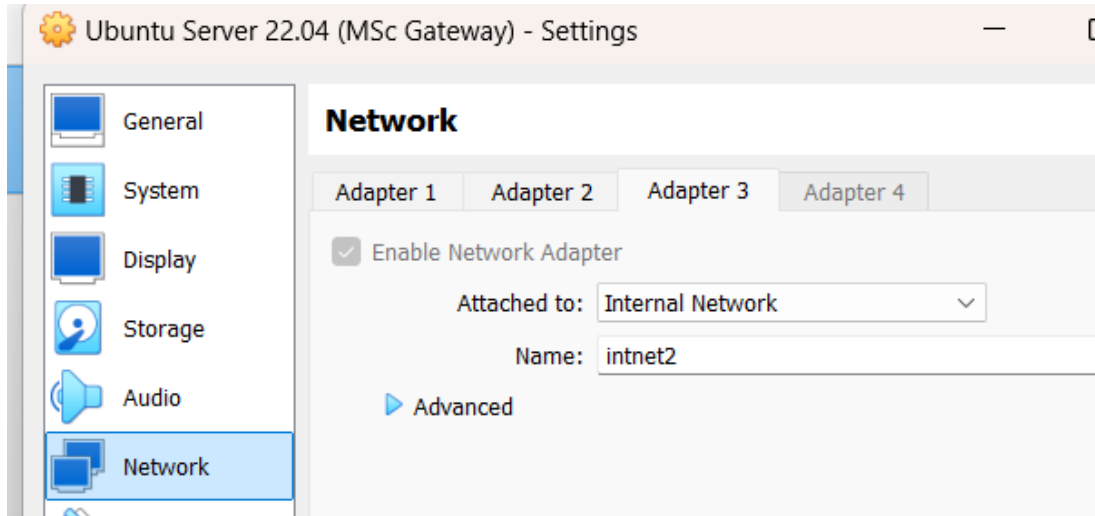 Ubuntu Server 22.04 (MSc Gateway) - Settings
General
System
Display
Storage
Audio
Network
Network
Adapter 1 Adapter 2 Adapter 3 Adapter 4
Enable Network Adapter
Attached to: Internal Network
Name: intnet2
Advanced